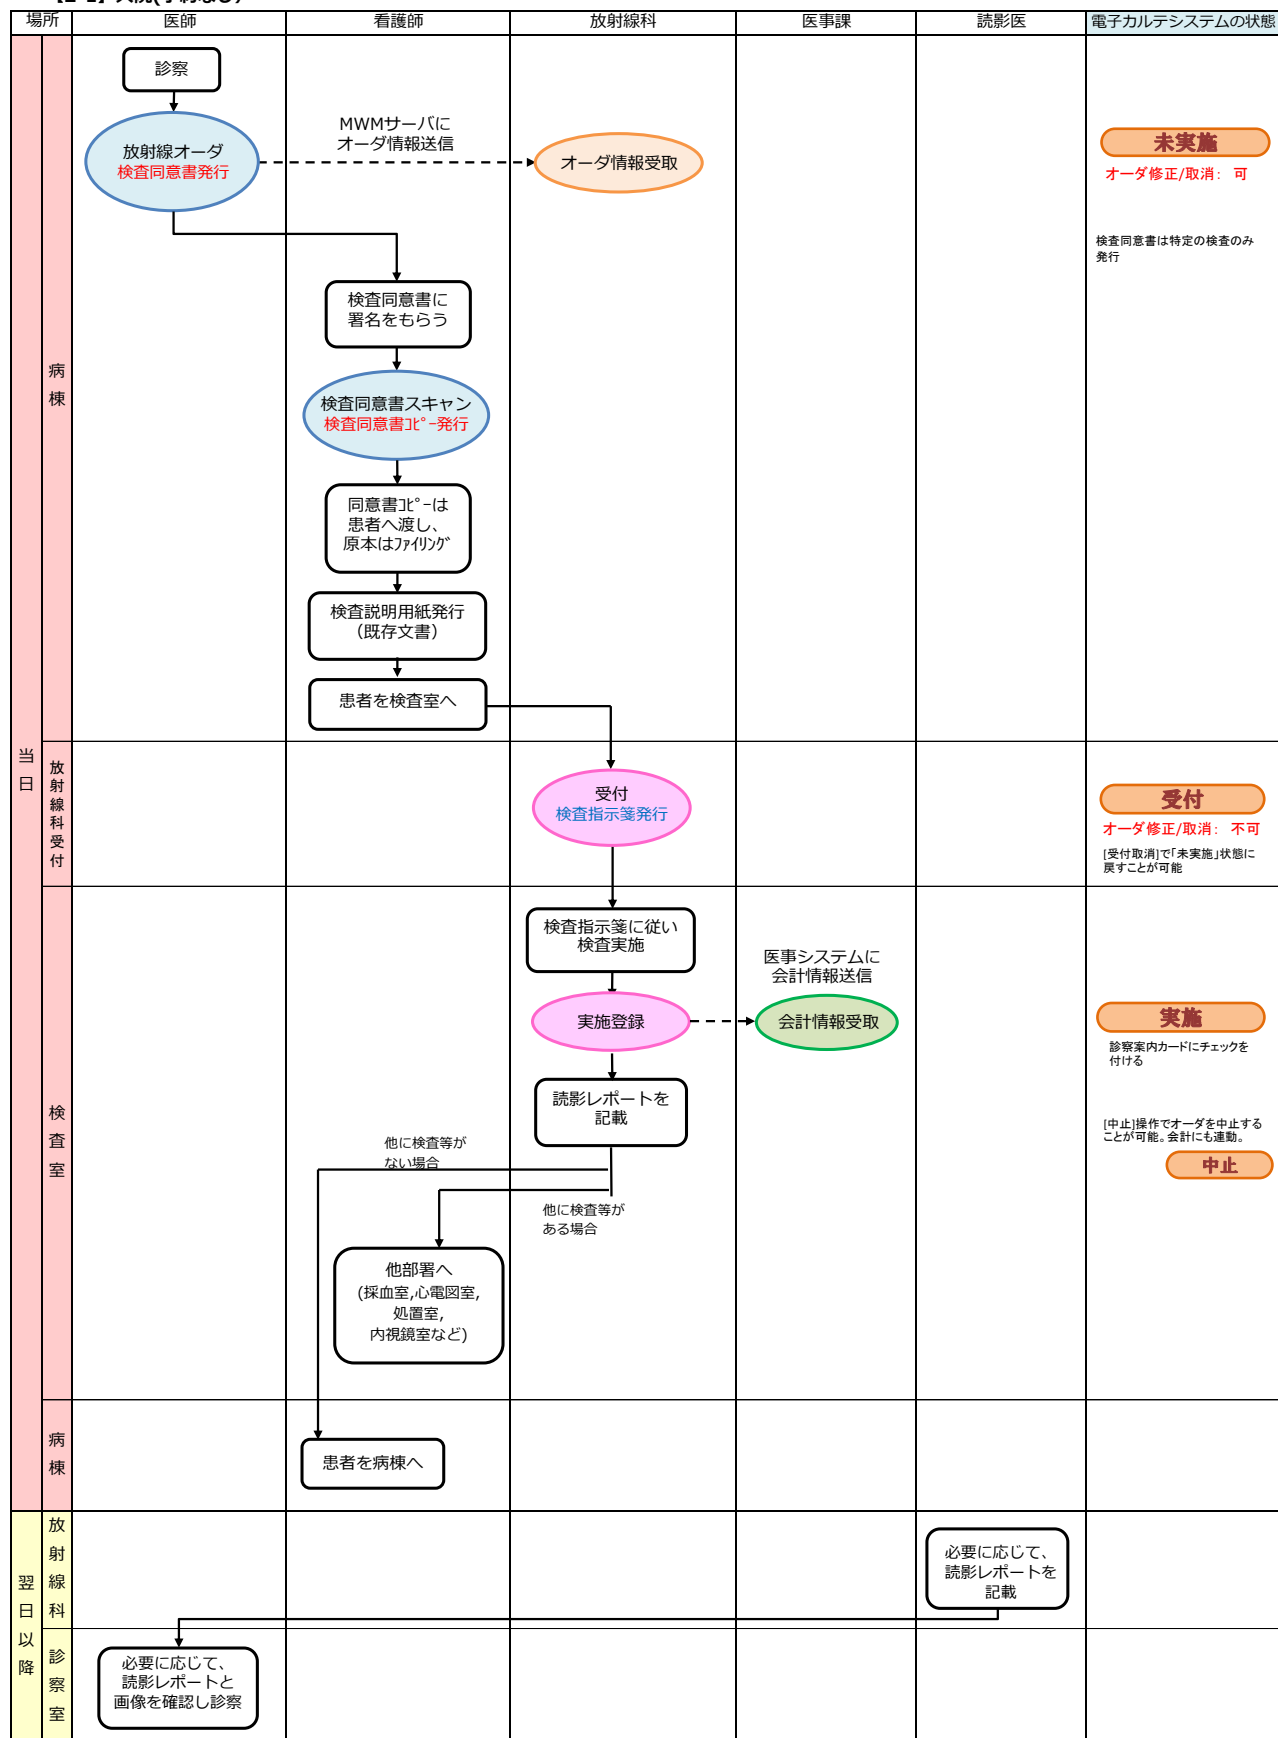 場所
医師
看護師
放射線科
医事課
読影医
電子カルテシステムの状態
当日
病棟
診察
放射線オーダ
検査同意書発行
MWMサーバに
オーダ情報送信
オーダ情報受取
未実施
オーダ修正/取消: 可
検査同意書は特定の検査のみ
発行
検査同意書に
署名をもらう
検査同意書スキャン
検査同意書ｺﾋﾟｰ発行
同意書ｺﾋﾟｰは
患者へ渡し、
原本はﾌｧｲﾘﾝｸﾞ
検査説明用紙発行
（既存文書）
患者を検査室へ
放射線科受付
受付
検査指示箋発行
受付
オーダ修正/取消: 不可
[受付取消]で「未実施」状態に
戻すことが可能
検査室
検査指示箋に従い
検査実施
医事システムに
会計情報送信
実施登録
会計情報受取
実施
診察案内カードにチェックを
付ける
読影レポートを
記載
[中止]操作でオーダを中止する
ことが可能。会計にも連動。
中止
他に検査等が
ない場合
他に検査等が
ある場合
他部署へ
(採血室,心電図室,
処置室,
内視鏡室など)
病棟
患者を病棟へ
翌日以降
放射線科
必要に応じて、
読影レポートを
記載
診察室
必要に応じて、
読影レポートと
画像を確認し診察